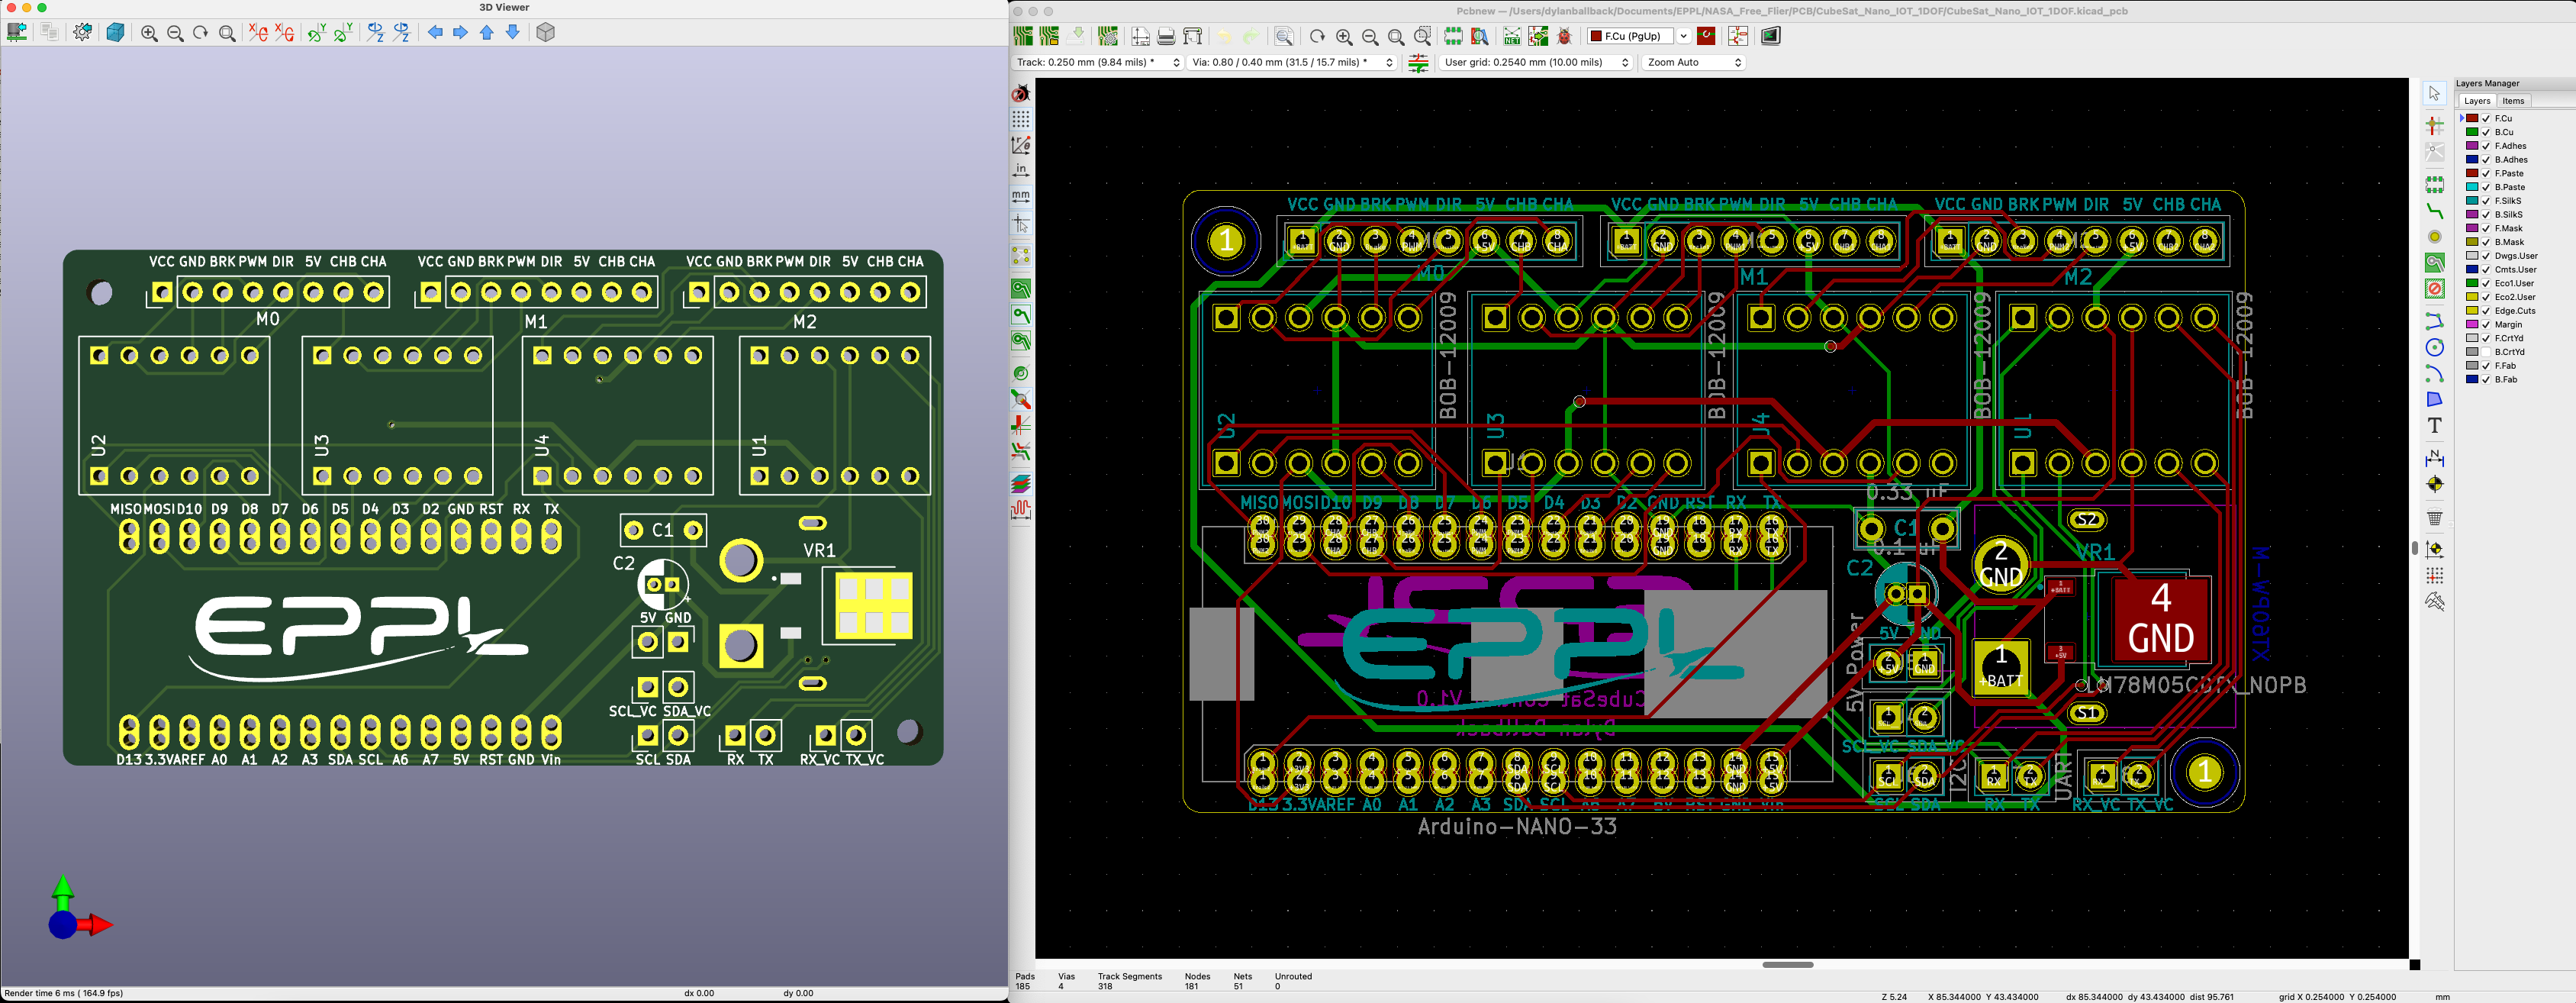 3D Viewer
VCC GND BRK PWM DIR 5V CHB CHA
VCC GND BRK PWM DIR 5V CHB CHA
VCC GND BRK PWM DIR 5V CHB CHA
M0
M1
M2
U2
U3
U4
U1
MISO MOSI D10 D9 D8 D7 D6 D5 D4 D3 D2 GND RST RX TX
C1
VR1
C2
EPPL
5V GND
SCL_VC SDA_VC
D13 3.3V AREF A0 A1 A2 A3 SDA SCL A6 A7 5V RST GND Vin
SCL SDA
RX TX
RX_VC TX_VC
Render time 6 ms ( 164.9 fps)
dx 0.00
dy 0.00
Pcbnew — /Users/dylanballback/Documents/EPPL/NASA_Free_Flier/PCB/CubeSat_Nano_IOT_1DOF/CubeSat_Nano_IOT_1DOF.kicad_pcb
F.Cu (PgUp)
Track: 0.250 mm (9.84 mils) *
Via: 0.80 / 0.40 mm (31.5 / 15.7 mils) *
User grid: 0.2540 mm (10.00 mils)
Zoom Auto
in
mm
VCC GND BRK PWM DIR 5V CHB CHA
VCC GND BRK PWM DIR 5V CHB CHA
VCC GND BRK PWM DIR 5V CHB CHA
M0
M1
M2
BOB-12009
BOB-12009
BOB-12009
BOB-12009
U2
U3
U4
U1
MISO MOSI D10 D9 D8 D7 D6 D5 D4 D3 D2 GND RST RX TX
0.33 uF
C1
S2
VR1
C2
2
GND
4
GND
EPPL
CubeSat Control V1.0
Dylan Ballback
5V GND
5V Power
1
+BATT
LM78M05CDTX_NOPB
S1
M-W9060TX
SCL_VC SDA_VC
SCL SDA
I2C
RX TX
UART
RX_VC TX_VC
D13 3.3V AREF A0 A1 A2 A3 SDA SCL A6 A7 5V RST GND Vin
Arduino-NANO-33
Layers Manager
Layers
Items
F.Cu
B.Cu
F.Adhes
B.Adhes
F.Paste
B.Paste
F.SilkS
B.SilkS
F.Mask
B.Mask
Dwgs.User
Cmts.User
Eco1.User
Eco2.User
Edge.Cuts
Margin
F.CrtYd
B.CrtYd
F.Fab
B.Fab
Pads
185
Vias
4
Track Segments
318
Nodes
181
Nets
51
Unrouted
0
Z 5.24
X 85.344000 Y 43.434000
dx 85.344000 dy 43.434000 dist 95.761
grid X 0.254000 Y 0.254000
mm